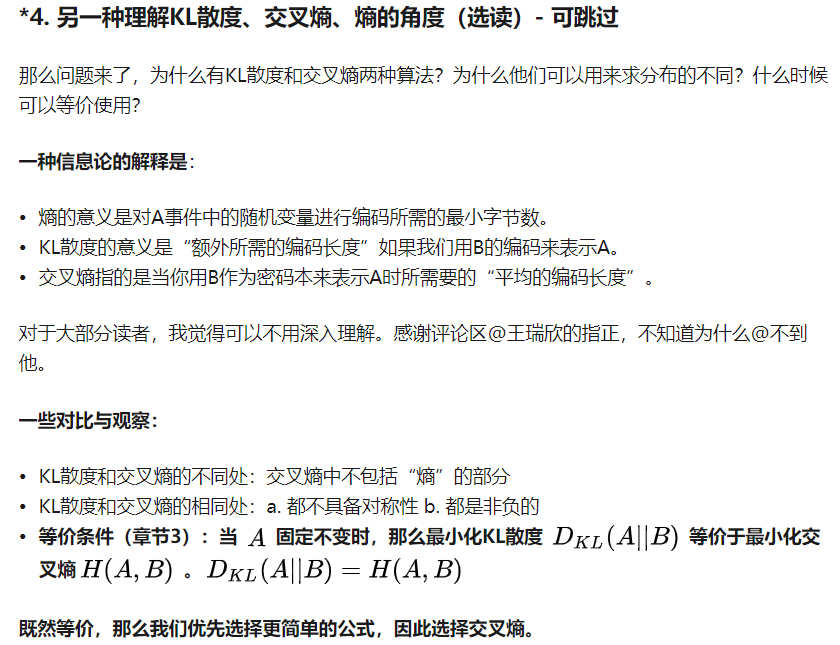 *4. 另一种理解KL散度、交叉熵、熵的角度（选读）- 可跳过
那么问题来了，为什么有KL散度和交叉熵两种算法？为什么他们可以用来求分布的不同？什么时候
可以等价使用？
一种信息论的解释是：
• 熵的意义是对A事件中的随机变量进行编码所需的最小字节数。
• KL散度的意义是“额外所需的编码长度”如果我们用B的编码来表示A。
• 交叉熵指的是当你用B作为密码本来表示A时所需要的“平均的编码长度”。
对于大部分读者，我觉得可以不用深入理解。感谢评论区@王瑞欣的指正，不知道为什么@不到
他。
一些对比与观察：
• KL散度和交叉熵的不同处：交叉熵中不包括“熵”的部分
• KL散度和交叉熵的相同处：a. 都不具备对称性 b. 都是非负的
• 等价条件（章节3）：当 A 固定不变时，那么最小化KL散度 D_{KL}(A||B) 等价于最小化交
叉熵 H(A, B) 。 D_{KL}(A||B) = H(A, B)
既然等价，那么我们优先选择更简单的公式，因此选择交叉熵。